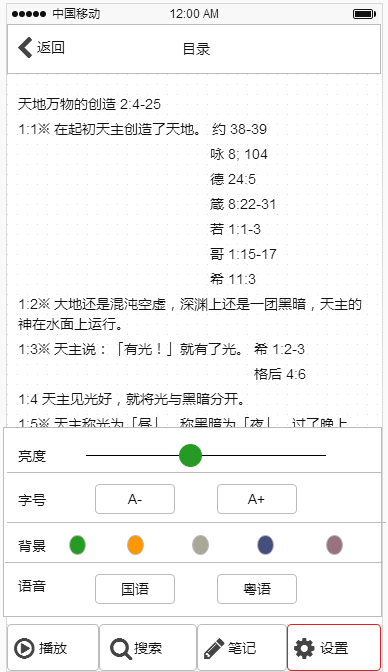 中国移动 12:00 AM
返回 目录
天地万物的创造 2:4-25
1:1※ 在起初天主创造了天地。 约 38-39
咏 8; 104
德 24:5
箴 8:22-31
若 1:1-3
哥 1:15-17
希 11:3
1:2※ 大地还是混沌空虚，深渊上还是一团黑暗，天主的
神在水面上运行。
1:3※ 天主说：「有光！」就有了光。 希 1:2-3
格后 4:6
1:4 天主见光好，就将光与黑暗分开。
1:5※ 天主称光为「昼」，称黑暗为「夜」。过了晚上
亮度
字号 A- A+
背景
语音 国语 粤语
播放 搜索 笔记 设置